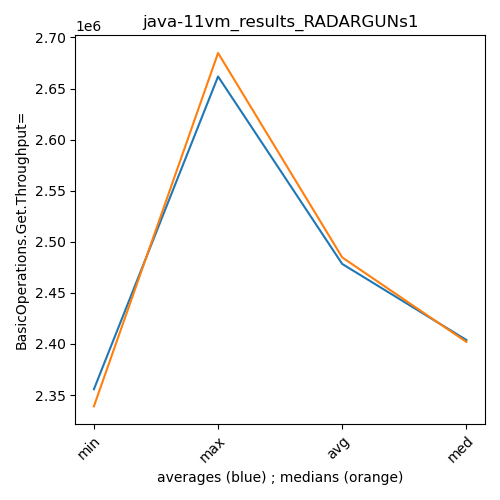 java-11vm_results_RADARGUNs1
1e6
2.70
2.65
2.60
2.55
2.50
2.45
2.40
2.35
BasicOperations.Get.Throughput=
min
max
avg
med
averages (blue) ; medians (orange)